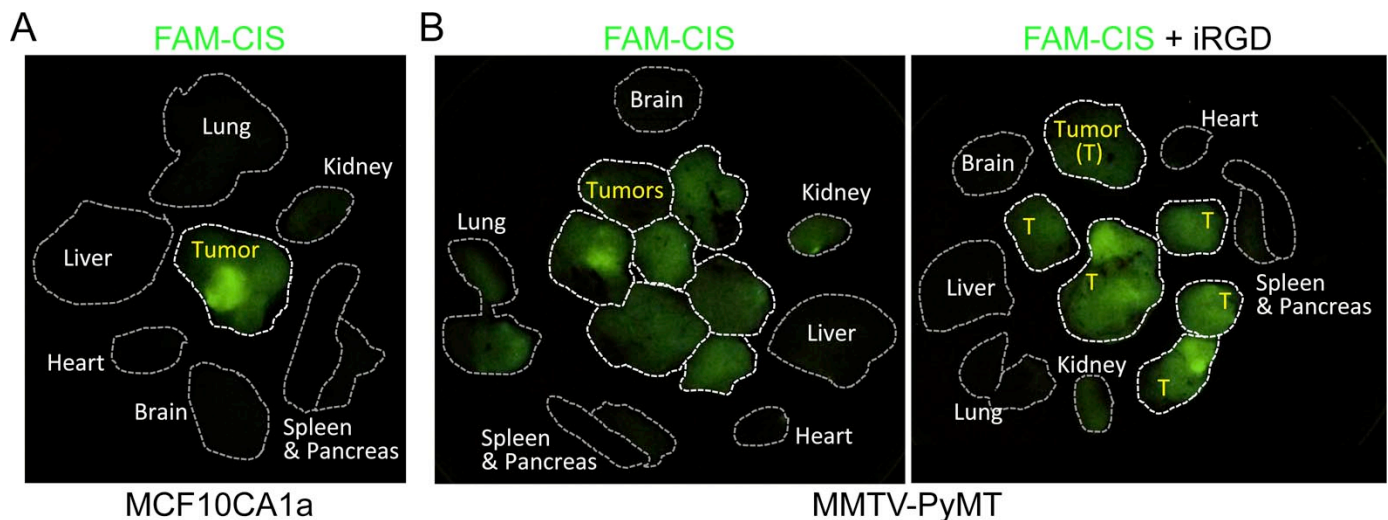 A
FAM-CIS
Lung
Kidney
Liver
Tumor
Heart
Brain
Spleen
& Pancreas
MCF10CA1a
B
FAM-CIS
Brain
Tumors
Kidney
Lung
Liver
Spleen
& Pancreas
Heart
FAM-CIS + iRGD
Tumor
(T)
Heart
Brain
T
T
Liver
T
T
Spleen
& Pancreas
Kidney
T
Lung
MMTV-PyMT